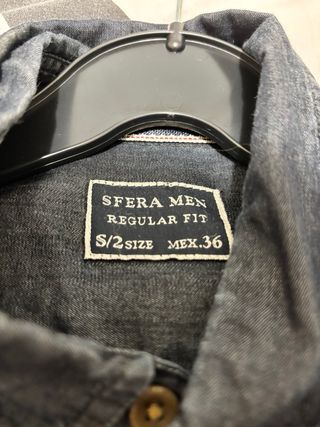 SFERA MEN
REGULAR FIT
S/2 SIZE MEX.36